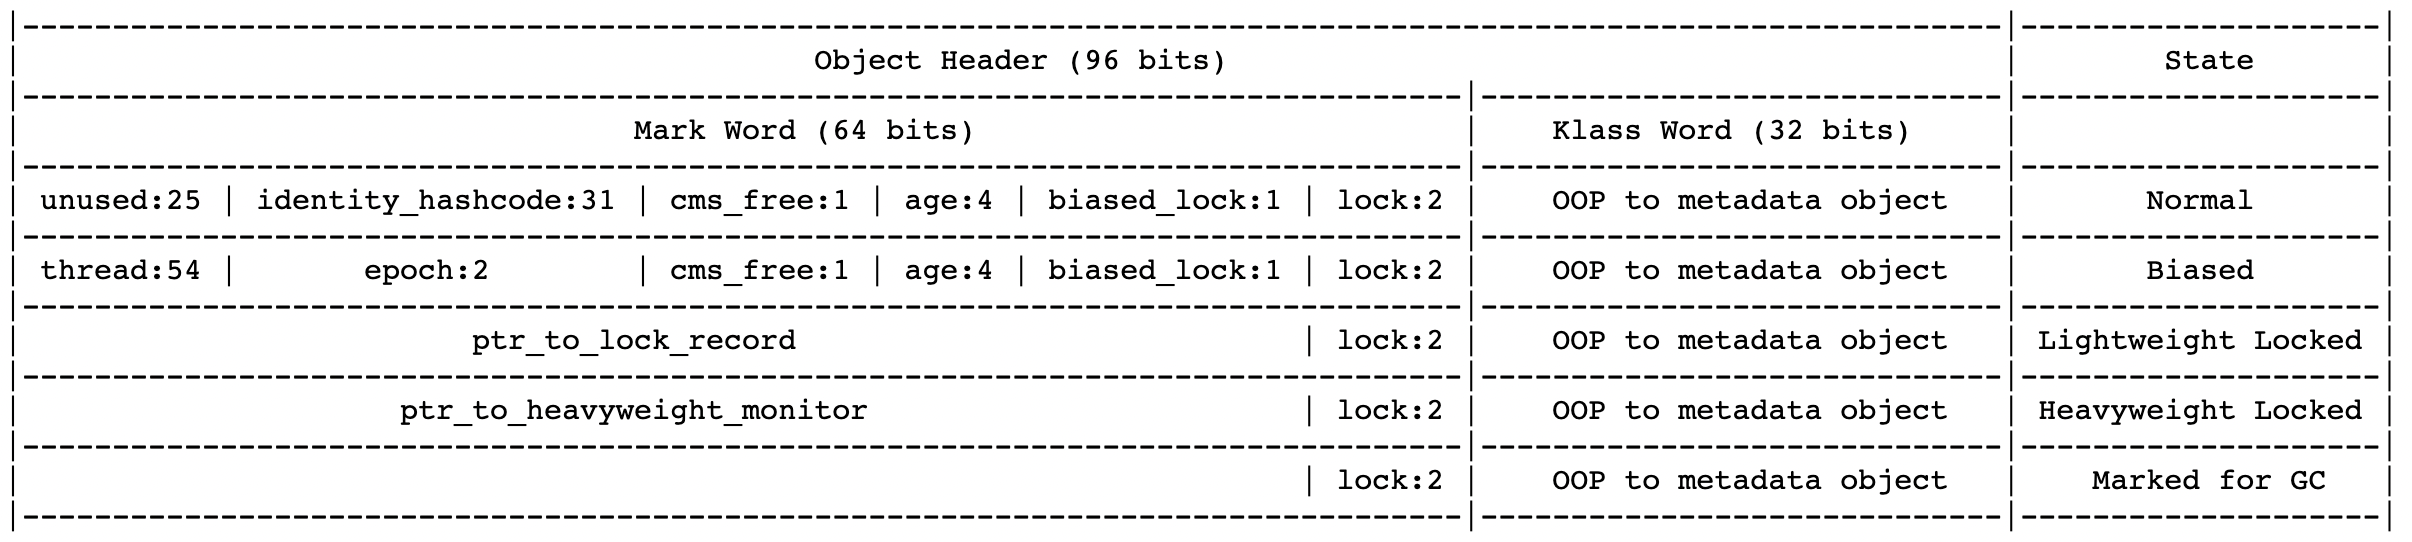 |--------------------------------------------------------------------------------------------------------------|--------------------|
| Object Header (96 bits) | State |
|--------------------------------------------------------------------------------|-----------------------------|--------------------|
| Mark Word (64 bits) | Klass Word (32 bits) | |
|--------------------------------------------------------------------------------|-----------------------------|--------------------|
| unused:25 | identity_hashcode:31 | cms_free:1 | age:4 | biased_lock:1 | lock:2 | OOP to metadata object | Normal |
|--------------------------------------------------------------------------------|-----------------------------|--------------------|
| thread:54 | epoch:2 | cms_free:1 | age:4 | biased_lock:1 | lock:2 | OOP to metadata object | Biased |
|--------------------------------------------------------------------------------|-----------------------------|--------------------|
| ptr_to_lock_record | lock:2 | OOP to metadata object | Lightweight Locked |
|--------------------------------------------------------------------------------|-----------------------------|--------------------|
| ptr_to_heavyweight_monitor | lock:2 | OOP to metadata object | Heavyweight Locked |
|--------------------------------------------------------------------------------|-----------------------------|--------------------|
| | lock:2 | OOP to metadata object | Marked for GC |
|--------------------------------------------------------------------------------|-----------------------------|--------------------|